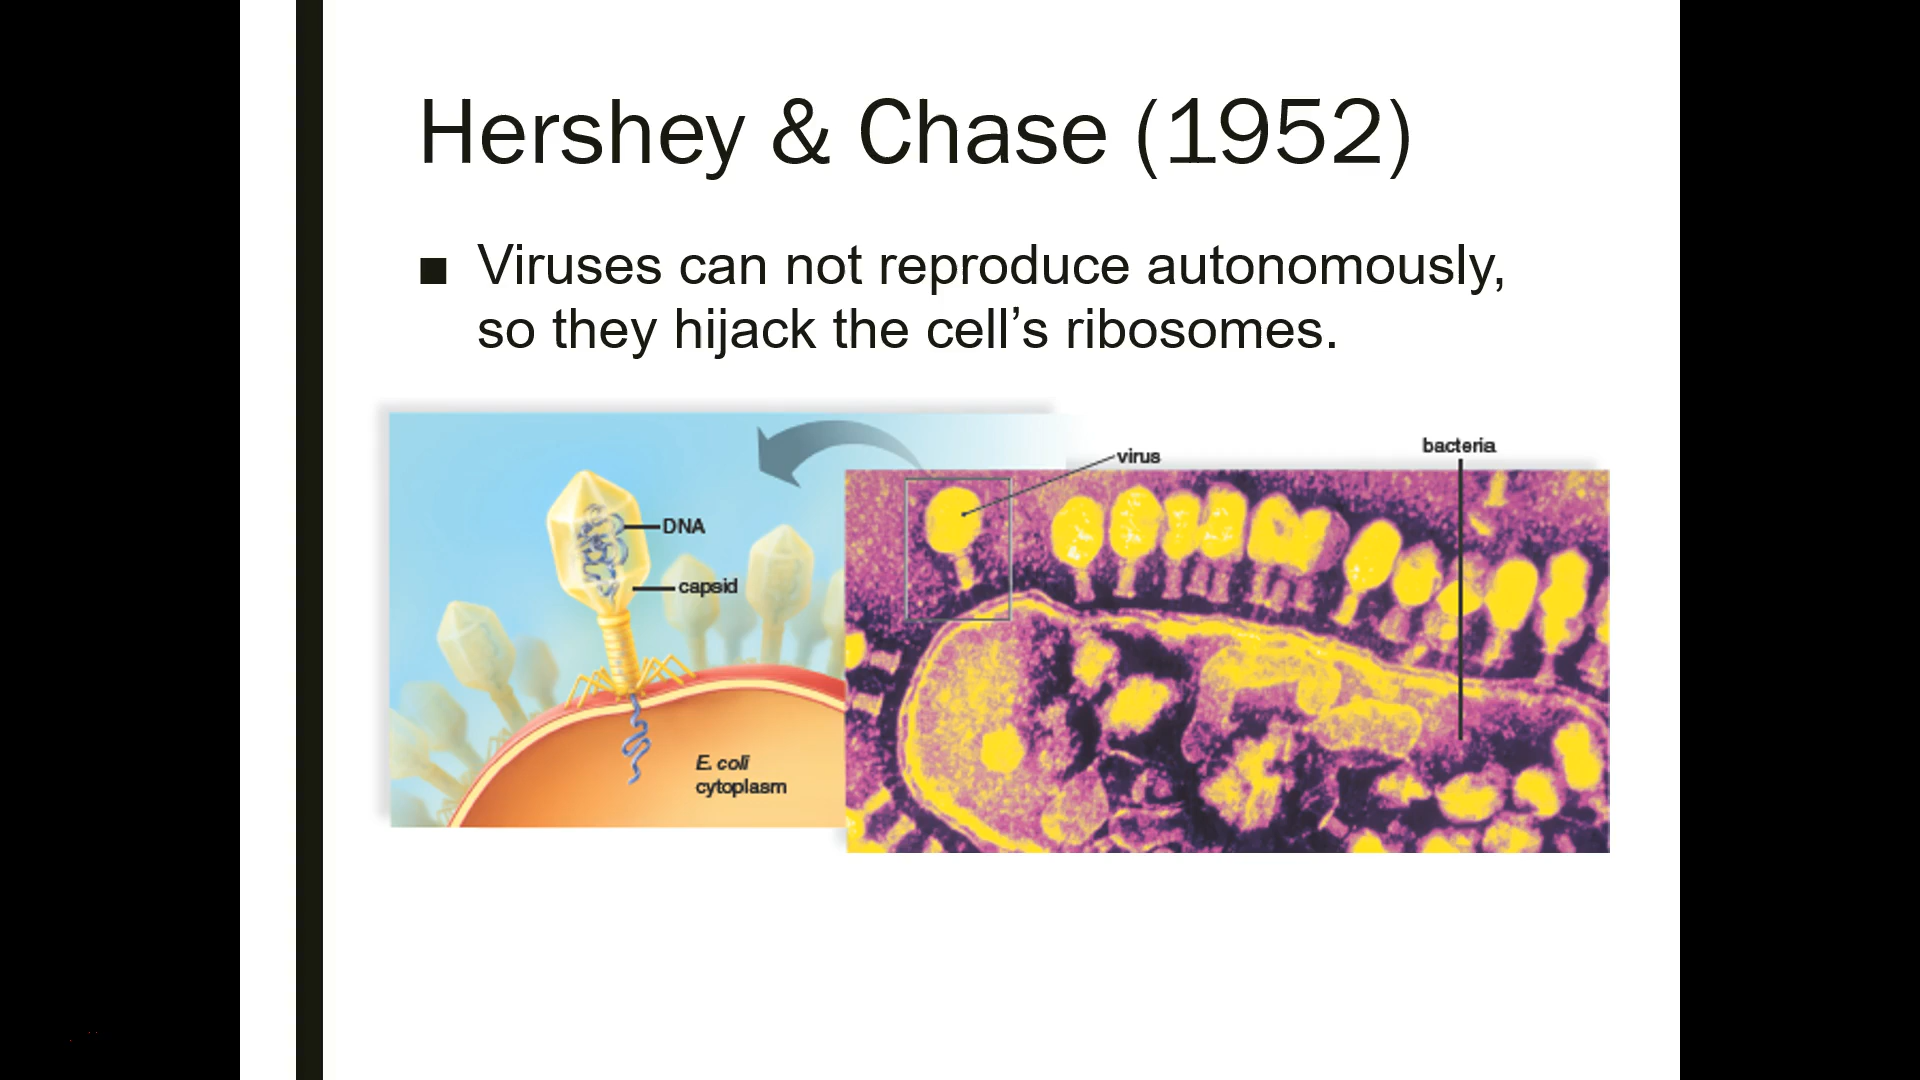 Hershey & Chase (1952)
■ Viruses can not reproduce autonomously,
so they hijack the cell’s ribosomes.
virus
bacteria
DNA
capsid
E. coli
cytoplasm